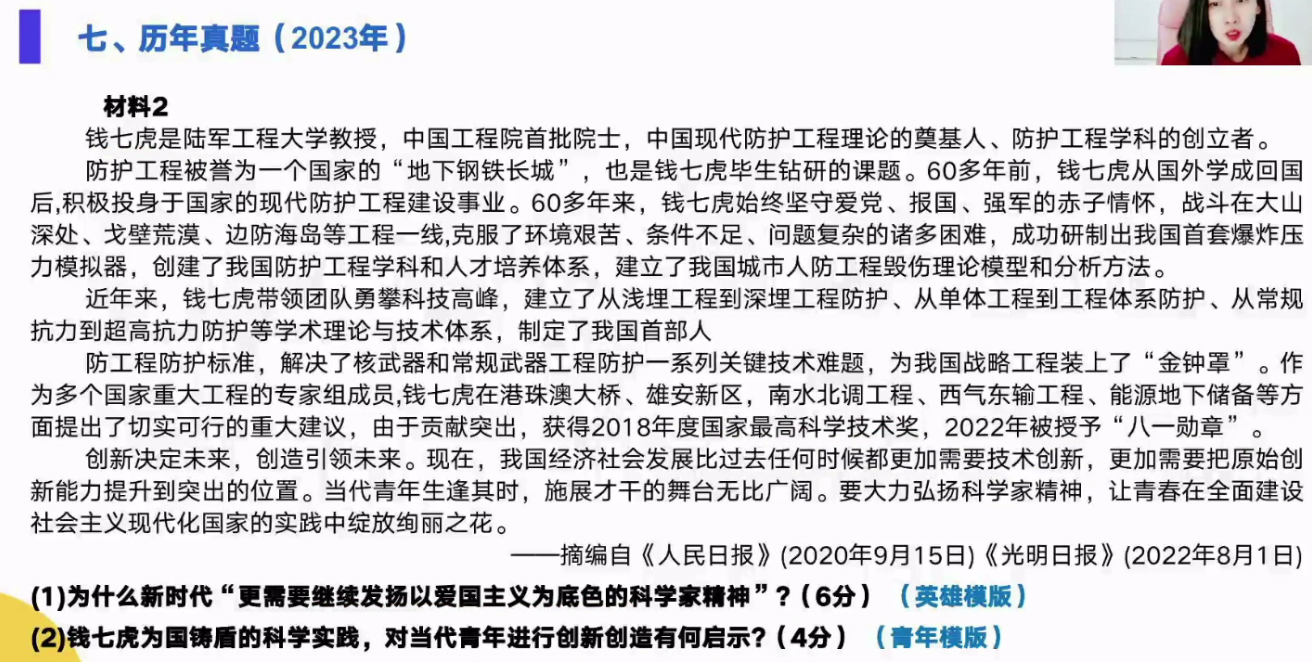 七、历年真题（2023年）
材料2
钱七虎是陆军工程大学教授，中国工程院首批院士，中国现代防护工程理论的奠基人、防护工程学科的创立者。
防护工程被誉为一个国家的“地下钢铁长城”，也是钱七虎毕生钻研的课题。60多年前，钱七虎从国外学成回国
后,积极投身于国家的现代防护工程建设事业。60多年来，钱七虎始终坚守爱党、报国、强军的赤子情怀，战斗在大山
深处、戈壁荒漠、边防海岛等工程一线,克服了环境艰苦、条件不足、问题复杂的诸多困难，成功研制出我国首套爆炸压
力模拟器，创建了我国防护工程学科和人才培养体系，建立了我国城市人防工程毁伤理论模型和分析方法。
近年来，钱七虎带领团队勇攀科技高峰，建立了从浅埋工程到深埋工程防护、从单体工程到工程体系防护、从常规
抗力到超高抗力防护等学术理论与技术体系，制定了我国首部人
防工程防护标准，解决了核武器和常规武器工程防护一系列关键技术难题，为我国战略工程装上了“金钟罩”。作
为多个国家重大工程的专家组成员,钱七虎在港珠澳大桥、雄安新区，南水北调工程、西气东输工程、能源地下储备等方
面提出了切实可行的重大建议，由于贡献突出，获得2018年度国家最高科学技术奖，2022年被授予“八一勋章”。
创新决定未来，创造引领未来。现在，我国经济社会发展比过去任何时候都更加需要技术创新，更加需要把原始创
新能力提升到突出的位置。当代青年生逢其时，施展才干的舞台无比广阔。要大力弘扬科学家精神，让青春在全面建设
社会主义现代化国家的实践中绽放绚丽之花。
——摘编自《人民日报》(2020年9月15日)《光明日报》(2022年8月1日)
(1)为什么新时代“更需要继续发扬以爱国主义为底色的科学家精神”？（6分）（英雄模版）
(2)钱七虎为国铸盾的科学实践，对当代青年进行创新创造有何启示?（4分）（青年模版）